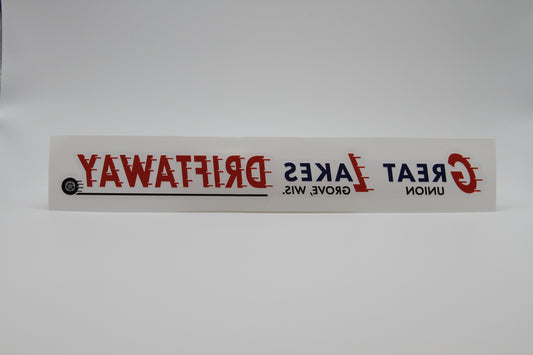 GREAT LAKES DRIFTAWAY
UNION GROVE, WIS.